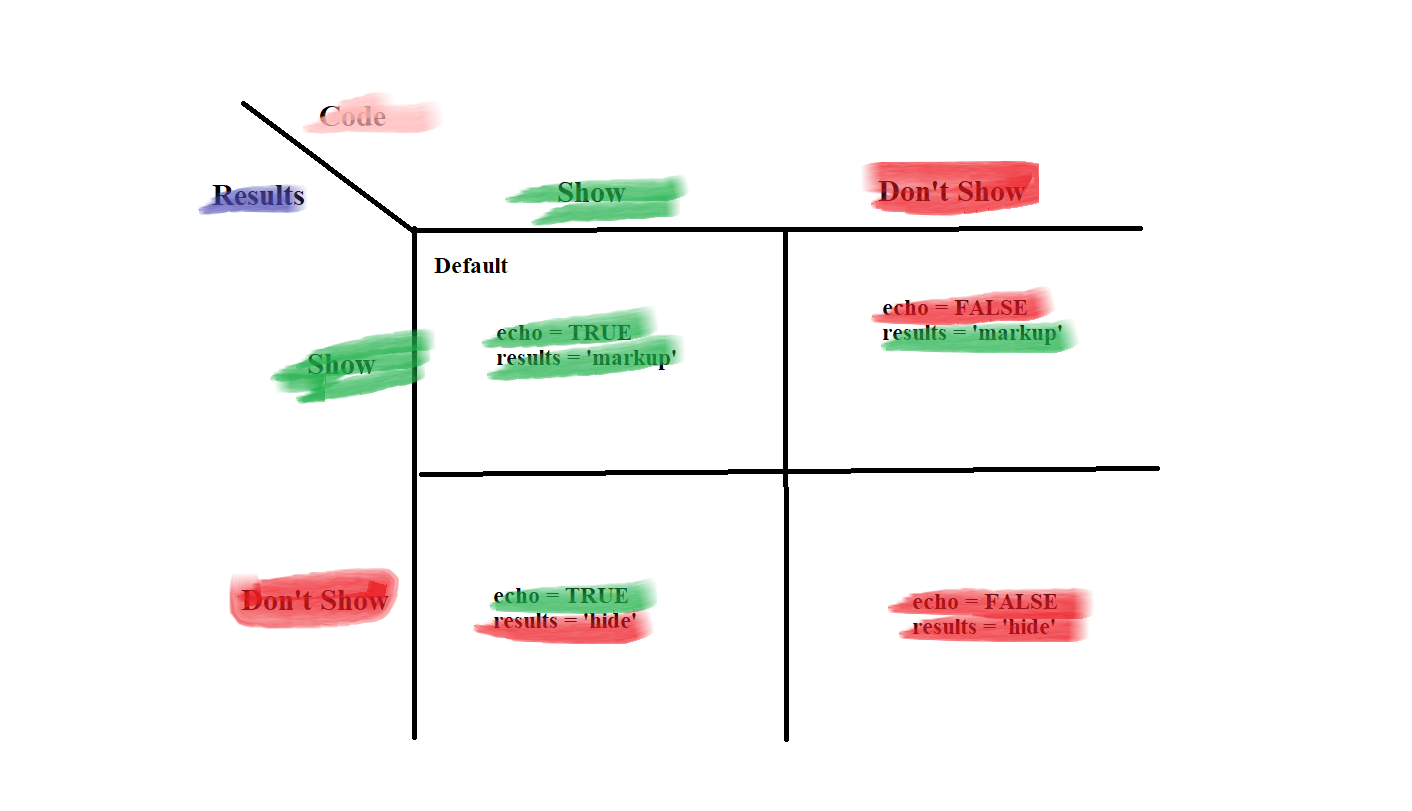 Code
Results
Show
Don't Show
Default
echo = TRUE
results = 'markup'
echo = FALSE
results = 'markup'
Show
Don't Show
echo = TRUE
results = 'hide'
echo = FALSE
results = 'hide'